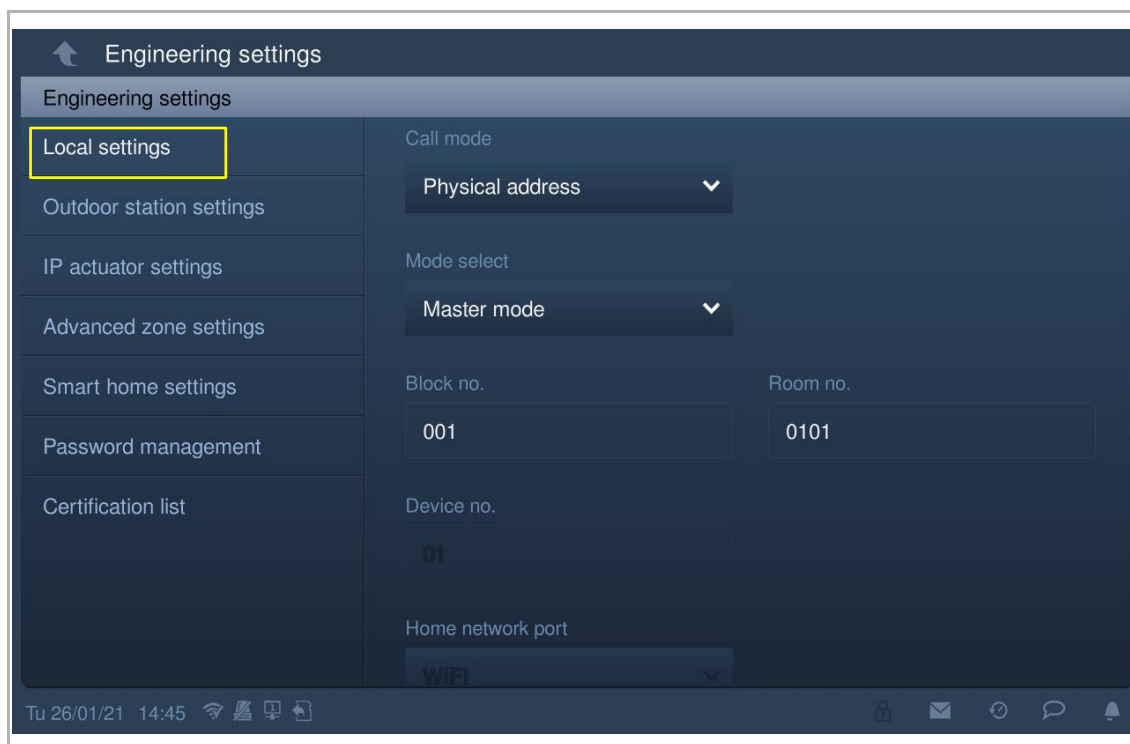 Engineering settings
Engineering settings
Local settings
Outdoor station settings
IP actuator settings
Advanced zone settings
Smart home settings
Password management
Certification list
Call mode
Physical address
Mode select
Master mode
Block no. Room no.
001 0101
Device no.
01
Home network port
WIFI
Tu 26/01/21 14:45